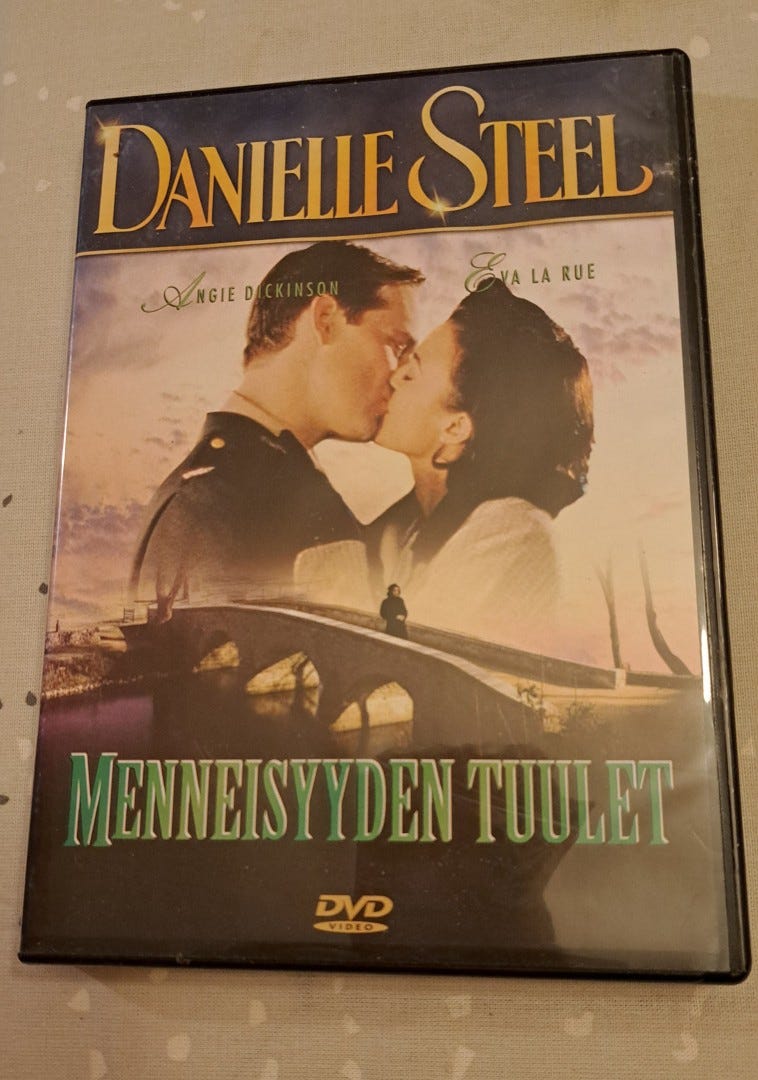 DANIELLE STEEL
ANGIE DICKINSON EVA LA RUE
MENNEISYYDEN TUULET
DVD
VIDEO